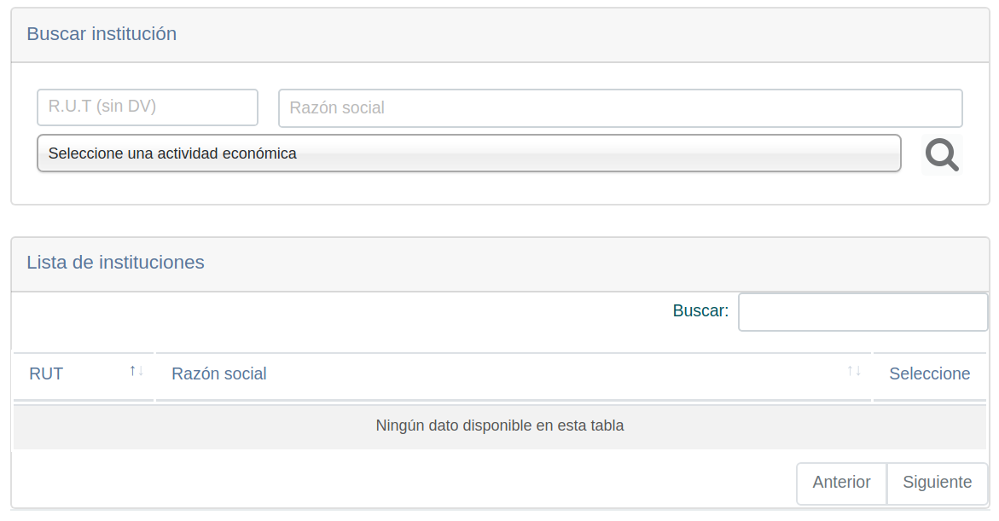 Buscar institución
R.U.T (sin DV)
Razón social
Seleccione una actividad económica
Lista de instituciones
Buscar:
RUT ↑↓ Razón social ↑↓ Seleccione
Ningún dato disponible en esta tabla
Anterior Siguiente